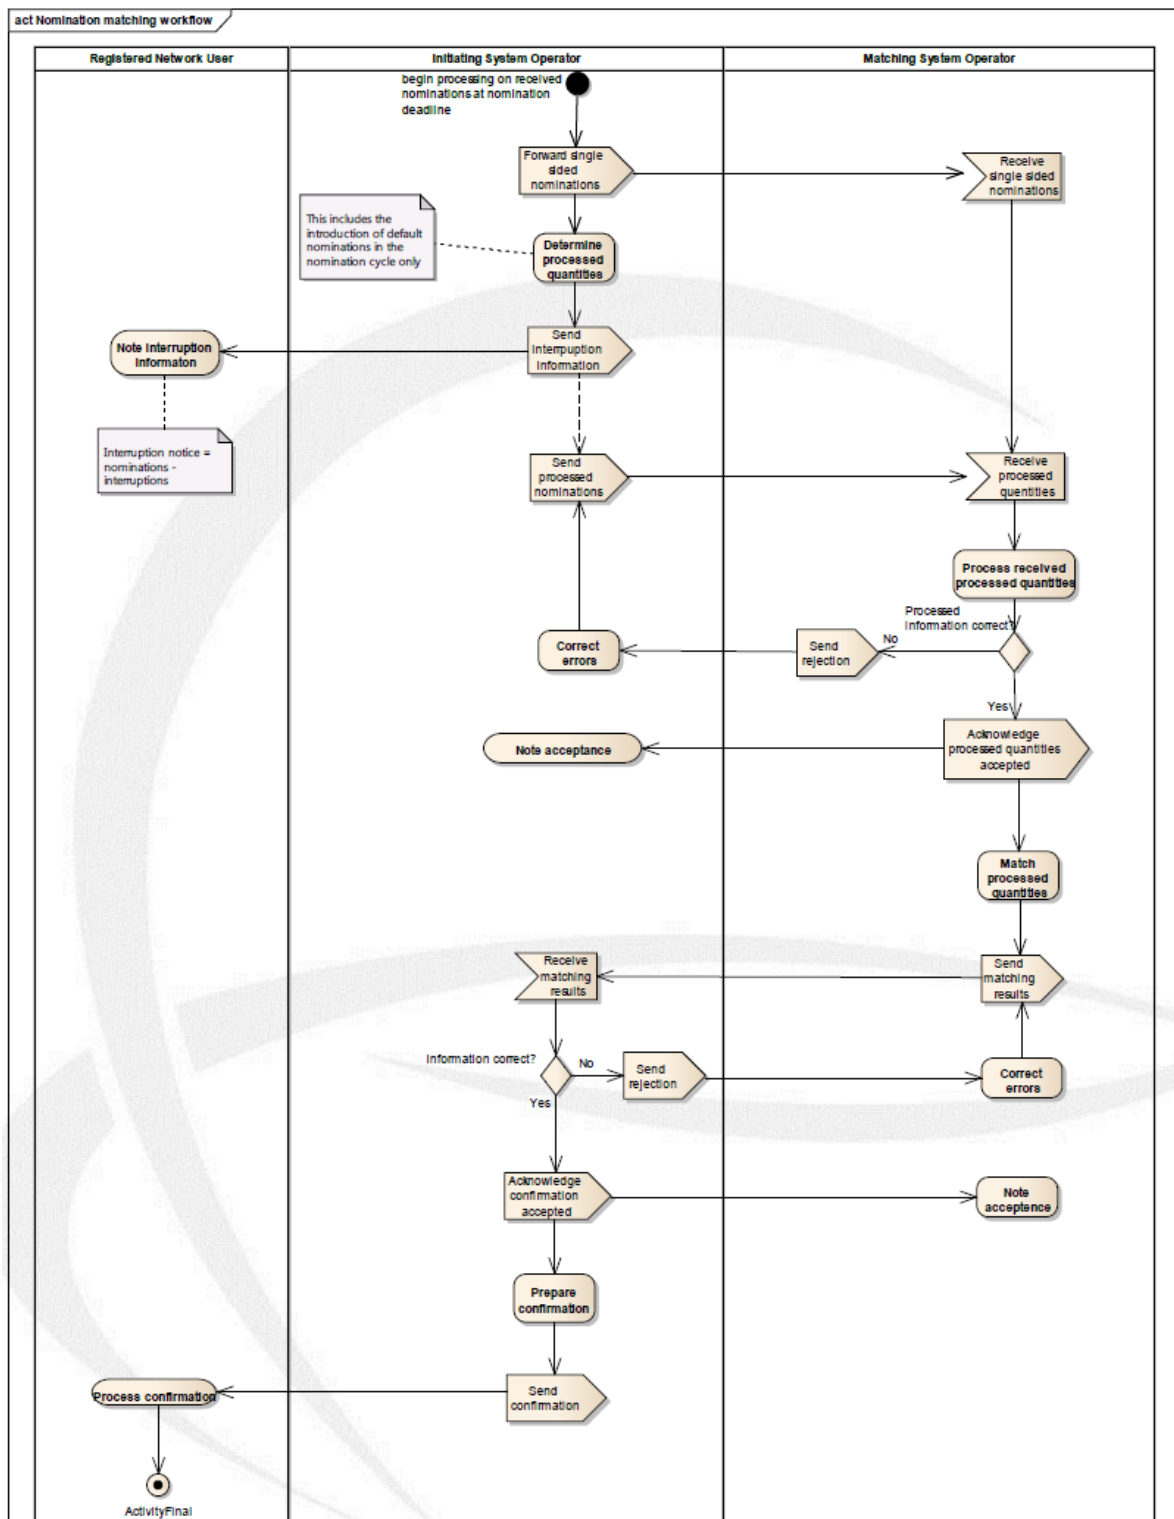 act Nomination matching workflow
Registered Network User
Initiating System Operator
Matching System Operator
begin processing on received
nominations at nomination
deadline
Forward single
sided
nominations
Receive
single sided
nominations
This includes the
introduction of default
nominations in the
nomination cycle only
Determine
processed
quantities
Send
Interrpuption
Information
Note Interruption
Informaton
Interruption notice =
nominations -
interruptions
Send
processed
nominations
Receive
processed
quentities
Process received
processed quantities
Processed
Information correct?
No
Send
rejection
Correct
errors
Yes
Acknowledge
processed quantities
accepted
Note acceptance
Match
processed
quantities
Receive
matching
results
Send
matching
results
Information correct?
No
Send
rejection
Correct
errors
Yes
Acknowledge
confirmation
accepted
Note
acceptence
Prepare
confirmation
Send
confirmation
Process confirmation
ActivityFinal